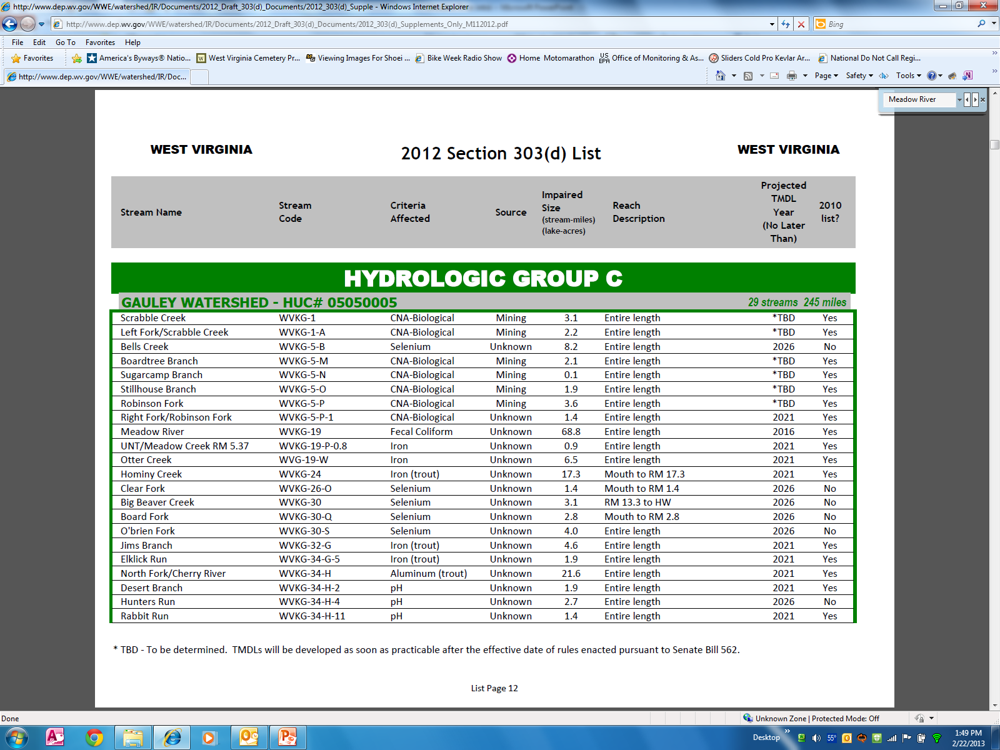 http://www.dep.wv.gov/WWE/watershed/IR/Documents/2012_Draft_303(d)_Documents/2012_303(d)_Supple - Windows Internet Explorer
http://www.dep.wv.gov/WWE/watershed/IR/Documents/2012_Draft_303(d)_Documents/2012_303(d)_Supplements_Only_M112012.pdf Bing
File Edit Go To Favorites Help
Favorites America's Byways® Natio... West Virginia Cemetery Pr... Viewing Images For Shoei ... Bike Week Radio Show Home Motomarathon US EPA Office of Monitoring & As... Sliders Cold Pro Kevlar Ar... National Do Not Call Regi...
http://www.dep.wv.gov/WWE/watershed/IR/Doc... Page Safety Tools
Meadow River
WEST VIRGINIA 2012 Section 303(d) List WEST VIRGINIA
Stream Name Stream Code Criteria Affected Source Impaired Size (stream-miles) (lake-acres) Reach Description Projected TMDL Year (No Later Than) 2010 list?
HYDROLOGIC GROUP C
GAULEY WATERSHED - HUC# 05050005 29 streams 245 miles
Scrabble Creek WVKG-1 CNA-Biological Mining 3.1 Entire length *TBD Yes
Left Fork/Scrabble Creek WVKG-1-A CNA-Biological Mining 2.2 Entire length *TBD Yes
Bells Creek WVKG-5-B Selenium Unknown 8.2 Entire length 2026 No
Boardtree Branch WVKG-5-M CNA-Biological Mining 2.1 Entire length *TBD Yes
Sugarcamp Branch WVKG-5-N CNA-Biological Mining 0.1 Entire length *TBD Yes
Stillhouse Branch WVKG-5-O CNA-Biological Mining 1.9 Entire length *TBD Yes
Robinson Fork WVKG-5-P CNA-Biological Mining 3.6 Entire length *TBD Yes
Right Fork/Robinson Fork WVKG-5-P-1 CNA-Biological Unknown 1.4 Entire length 2021 Yes
Meadow River WVKG-19 Fecal Coliform Unknown 68.8 Entire length 2016 Yes
UNT/Meadow Creek RM 5.37 WVKG-19-P-0.8 Iron Unknown 0.9 Entire length 2021 Yes
Otter Creek WVG-19-W Iron Unknown 6.5 Entire length 2021 Yes
Hominy Creek WVKG-24 Iron (trout) Unknown 17.3 Mouth to RM 17.3 2021 Yes
Clear Fork WVKG-26-O Selenium Unknown 1.4 Mouth to RM 1.4 2026 No
Big Beaver Creek WVKG-30 Selenium Unknown 3.1 RM 13.3 to HW 2026 No
Board Fork WVKG-30-Q Selenium Unknown 2.8 Mouth to RM 2.8 2026 No
O'brien Fork WVKG-30-S Selenium Unknown 4.0 Entire length 2026 No
Jims Branch WVKG-32-G Iron (trout) Unknown 4.6 Entire length 2021 Yes
Elklick Run WVKG-34-G-5 Iron (trout) Unknown 1.9 Entire length 2021 Yes
North Fork/Cherry River WVKG-34-H Aluminum (trout) Unknown 21.6 Entire length 2021 Yes
Desert Branch WVKG-34-H-2 pH Unknown 1.9 Entire length 2021 Yes
Hunters Run WVKG-34-H-4 pH Unknown 2.7 Entire length 2026 No
Rabbit Run WVKG-34-H-11 pH Unknown 1.4 Entire length 2021 Yes
* TBD - To be determined. TMDLs will be developed as soon as practicable after the effective date of rules enacted pursuant to Senate Bill 562.
List Page 12
Done Unknown Zone | Protected Mode: Off
Desktop 55° 1:49 PM
2/22/2013